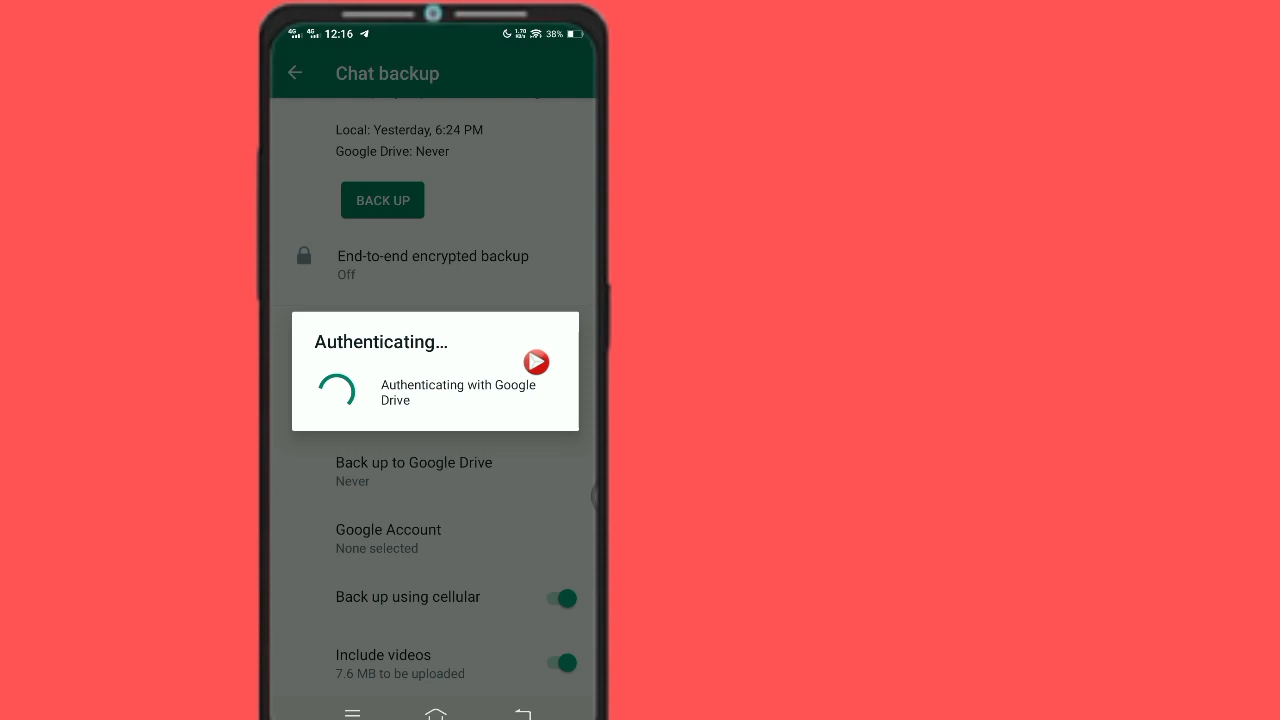 4G 4G 12:16 38%
Chat backup
Local: Yesterday, 6:24 PM
Google Drive: Never
BACK UP
End-to-end encrypted backup
Off
Authenticating...
Authenticating with Google
Drive
Back up to Google Drive
Never
Google Account
None selected
Back up using cellular
Include videos
7.6 MB to be uploaded